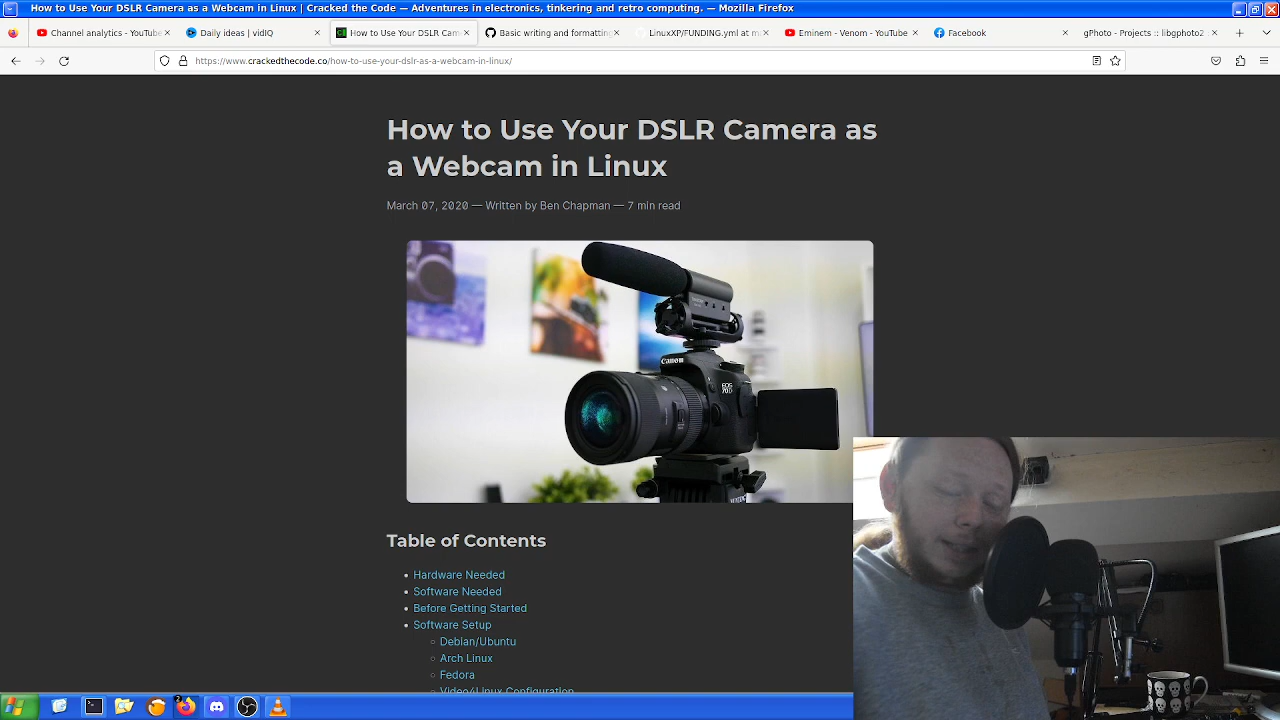 How to Use Your DSLR Camera as a Webcam in Linux | Cracked the Code — Adventures in electronics, tinkering and retro computing. — Mozilla Firefox
Channel analytics - YouTube
Daily ideas | vidIQ
How to Use Your DSLR Cam
Basic writing and formatting
LinuxXP/FUNDING.yml at m
Eminem - Venom - YouTube
Facebook
gPhoto - Projects :: libgphoto2
https://www.crackedthecode.co/how-to-use-your-dslr-as-a-webcam-in-linux/
How to Use Your DSLR Camera as
a Webcam in Linux
March 07, 2020 — Written by Ben Chapman — 7 min read
Canon
EOS
70D
Table of Contents
Hardware Needed
Software Needed
Before Getting Started
Software Setup
Debian/Ubuntu
Arch Linux
Fedora
Video4Linux Configuration
2